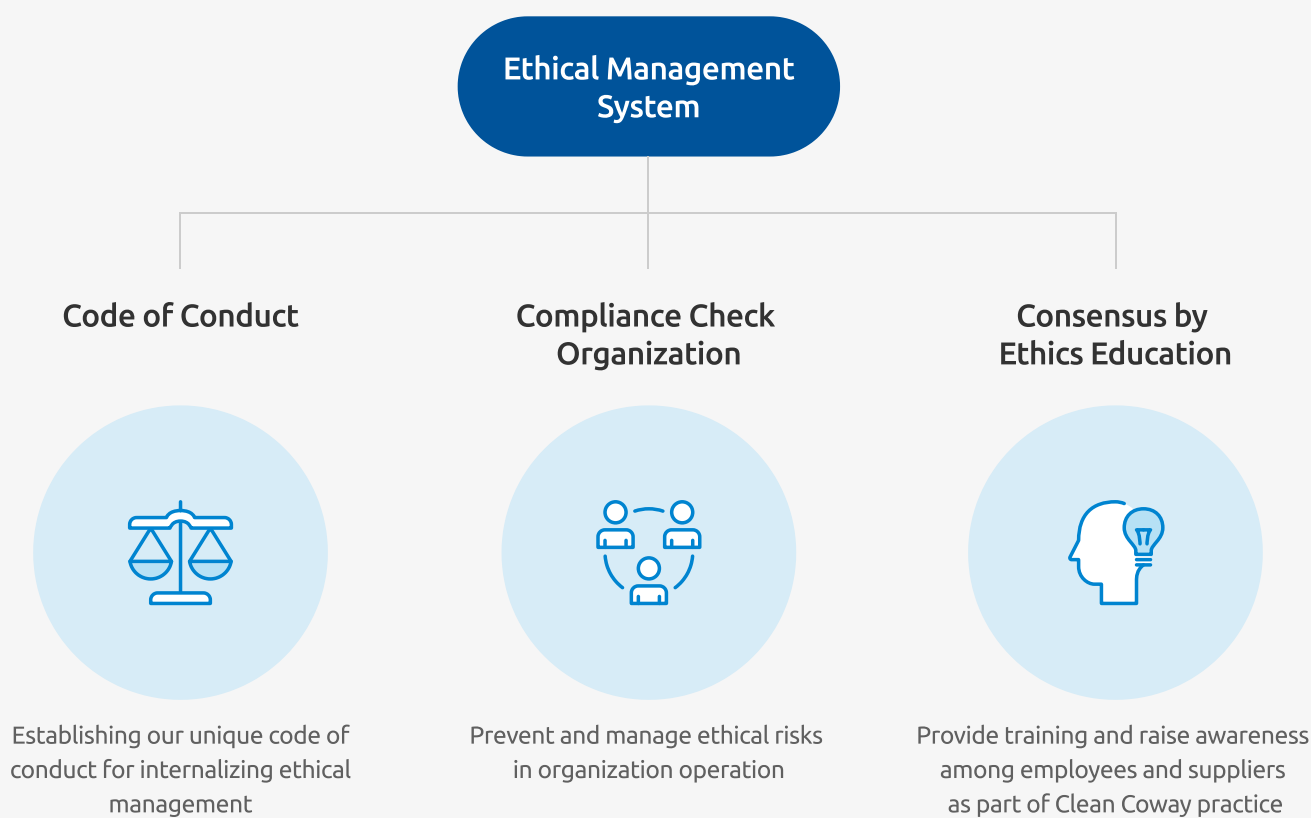 Ethical Management
System
Code of Conduct
Compliance Check
Organization
Consensus by
Ethics Education
Establishing our unique code of
conduct for internalizing ethical
management
Prevent and manage ethical risks
in organization operation
Provide training and raise awareness
among employees and suppliers
as part of Clean Coway practice